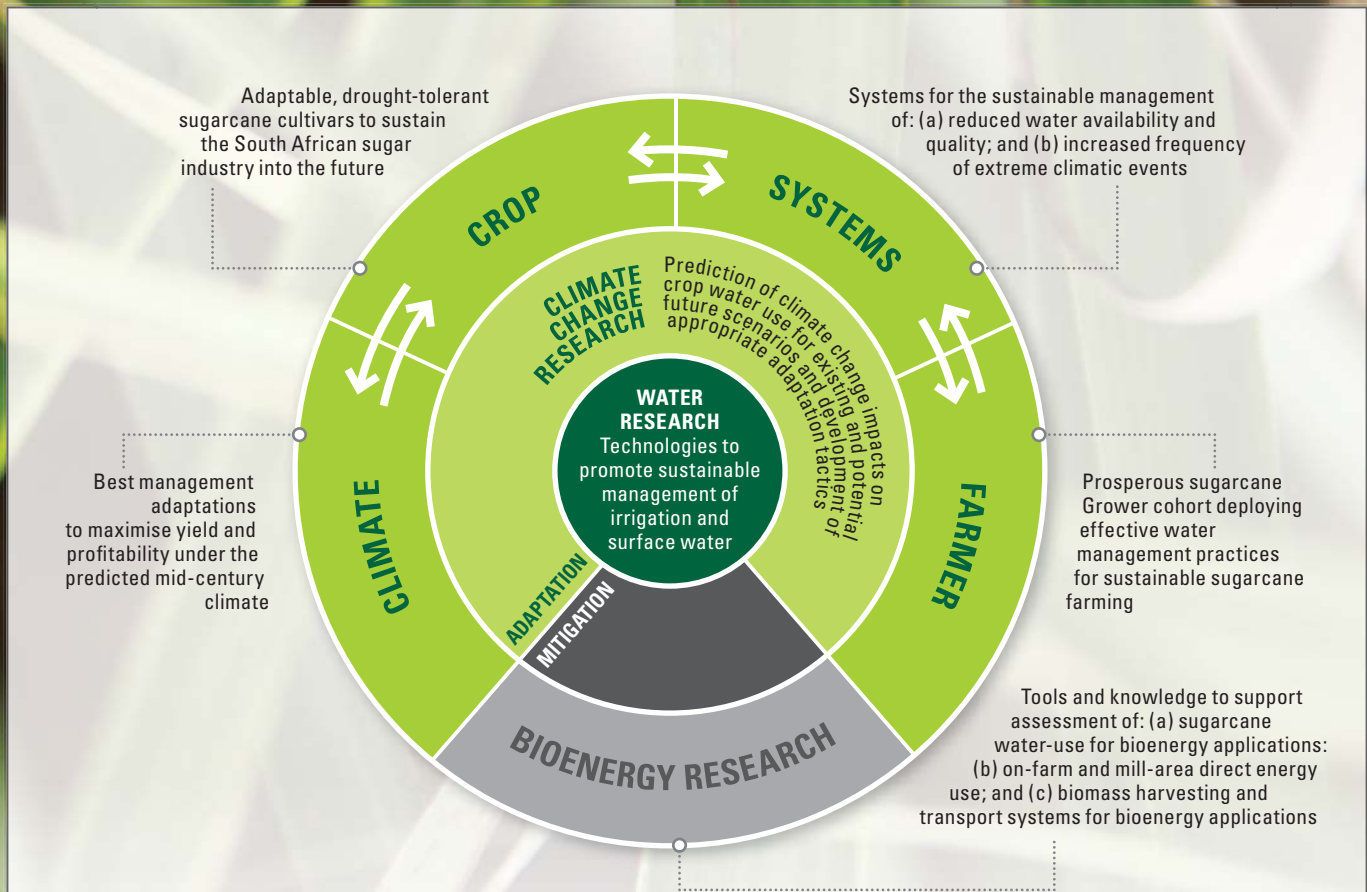 Adaptable, drought-tolerant
sugarcane cultivars to sustain
the South African sugar
industry into the future
Systems for the sustainable management
of: (a) reduced water availability and
quality; and (b) increased frequency
of extreme climatic events
CROP
SYSTEMS
CLIMATE
CHANGE
RESEARCH
Prediction of climate change impacts on
crop water use for existing and potential
future scenarios and development of
appropriate adaptation tactics
WATER
RESEARCH
Technologies to
promote sustainable
management of
irrigation and
surface water
CLIMATE
FARMER
Best management
adaptations
to maximise yield and
profitability under the
predicted mid-century
climate
Prosperous sugarcane
Grower cohort deploying
effective water
management practices
for sustainable sugarcane
farming
ADAPTATION
MITIGATION
BIOENERGY RESEARCH
Tools and knowledge to support
assessment of: (a) sugarcane
water-use for bioenergy applications:
(b) on-farm and mill-area direct energy
use; and (c) biomass harvesting and
transport systems for bioenergy applications